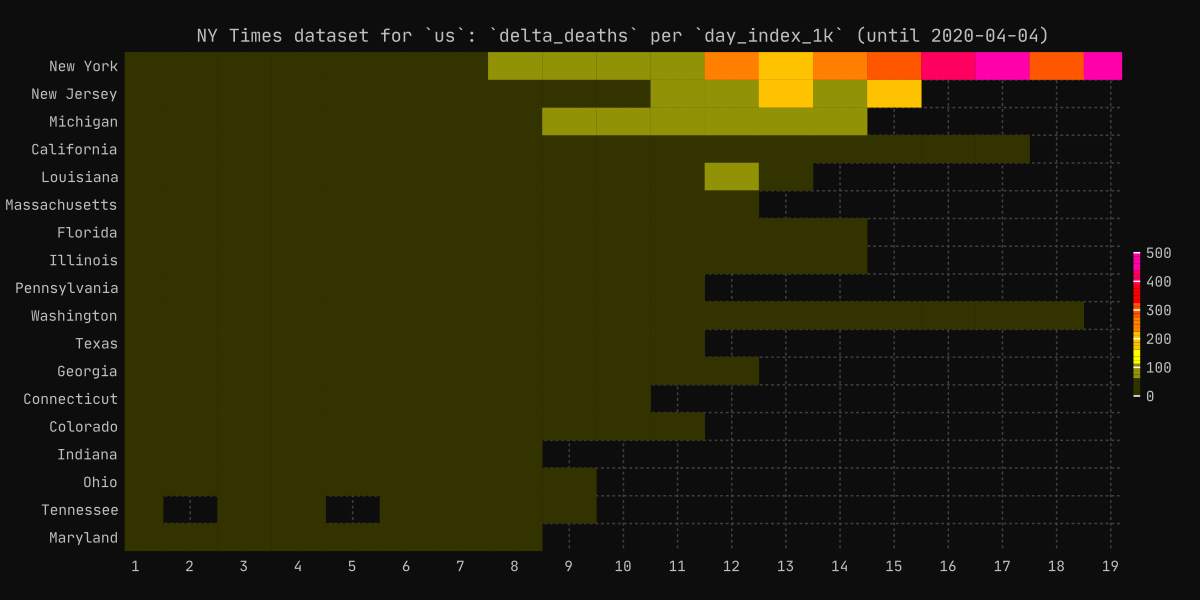 NY Times dataset for `us`: `delta_deaths` per `day_index_1k` (until 2020-04-04)
New York
New Jersey
Michigan
California
Louisiana
Massachusetts
Florida
Illinois
Pennsylvania
Washington
Texas
Georgia
Connecticut
Colorado
Indiana
Ohio
Tennessee
Maryland
1 2 3 4 5 6 7 8 9 10 11 12 13 14 15 16 17 18 19
500
400
300
200
100
0